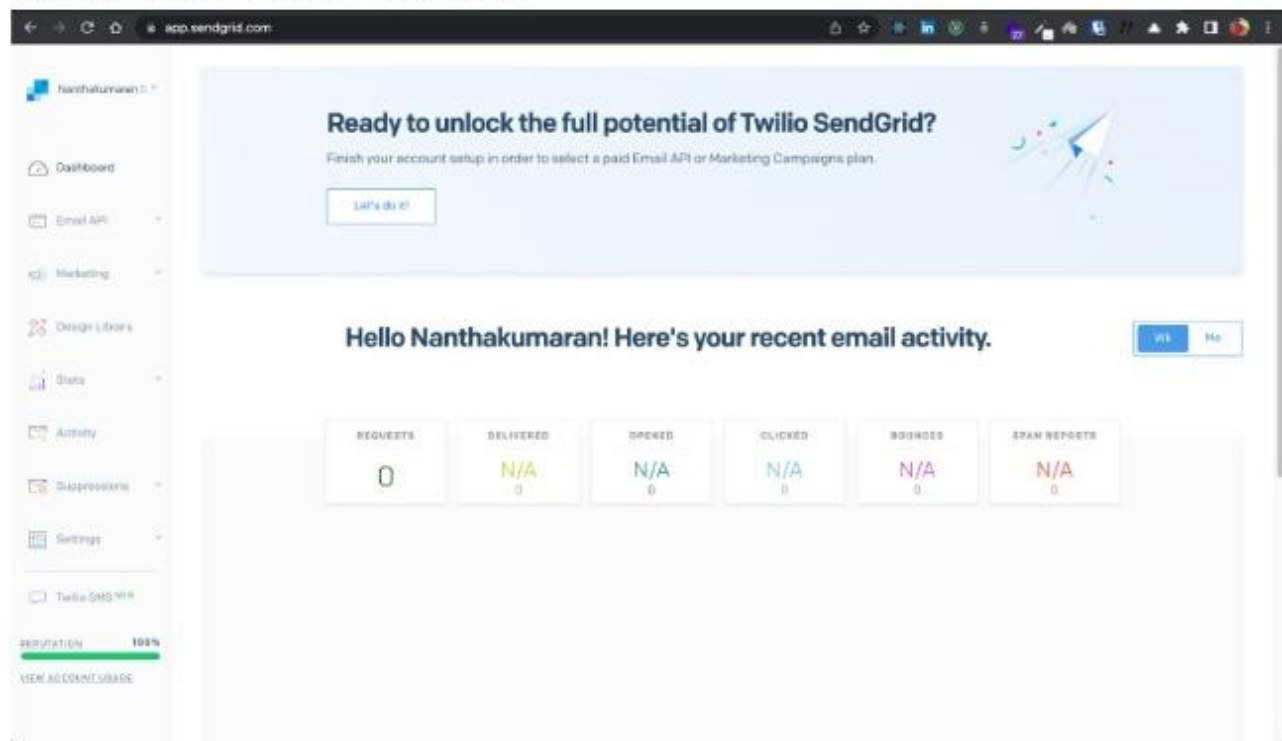 app.sendgrid.com
Nanthakumaran
Ready to unlock the full potential of Twilio SendGrid?
Finish your account setup in order to select a paid Email API or Marketing Campaigns plan.
Let's do it!
Dashboard
Email API
Marketing
Design Library
Stats
Activity
Suppressions
Settings
Twilio SMS
REPUTATION 100%
VIEW ACCOUNT USAGE
Hello Nanthakumaran! Here's your recent email activity.
Wk Mo
REQUESTS DELIVERED OPENED CLICKED BOUNCES SPAM REPORTS
0 N/A N/A N/A N/A N/A
0 0 0 0 0